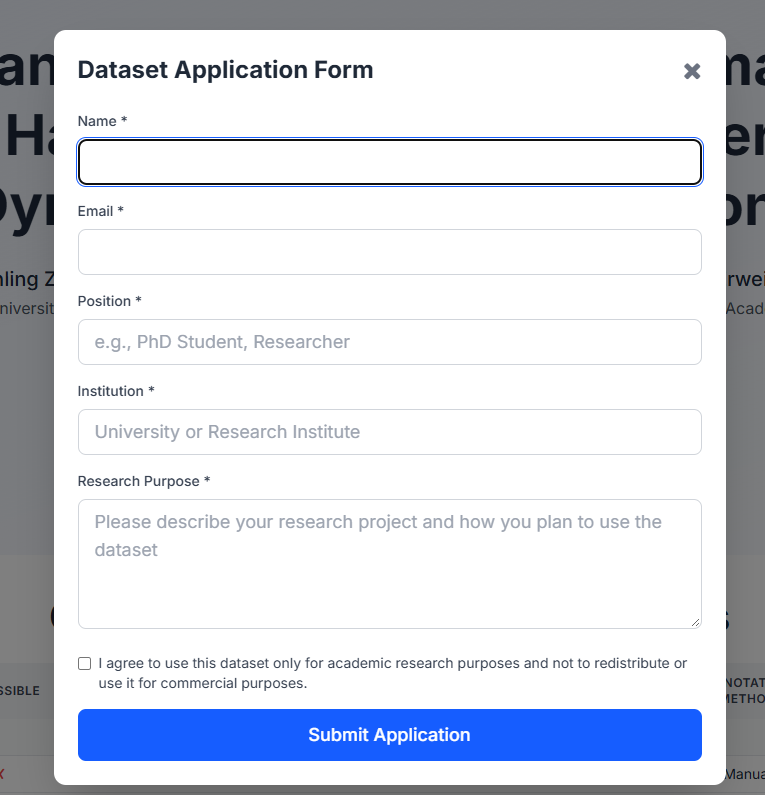 Dataset Application Form
Name *
Email *
Position *
e.g., PhD Student, Researcher
Institution *
University or Research Institute
Research Purpose *
Please describe your research project and how you plan to use the
dataset
I agree to use this dataset only for academic research purposes and not to redistribute or
use it for commercial purposes.
Submit Application